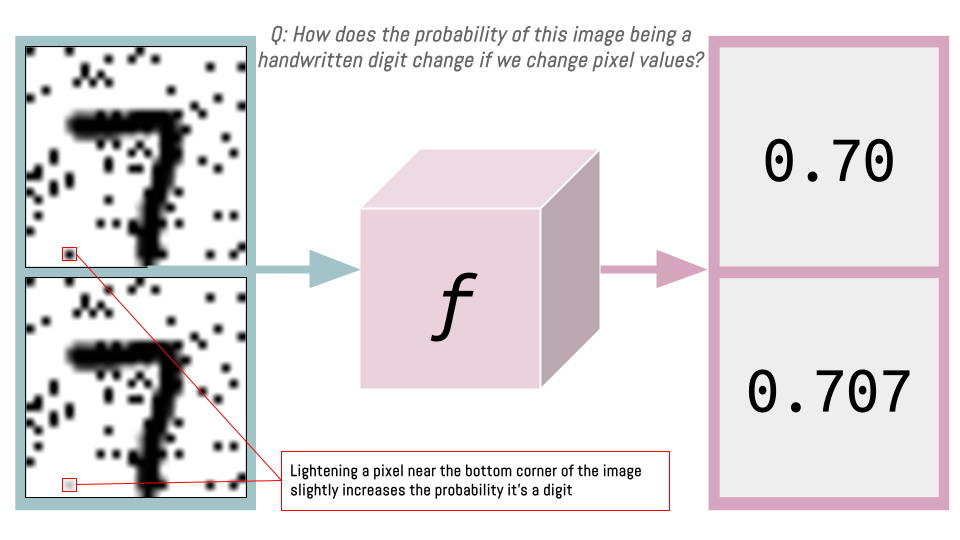 Q: How does the probability of this image being a
handwritten digit change if we change pixel values?
f
0.70
0.707
Lightening a pixel near the bottom corner of the image
slightly increases the probability it's a digit